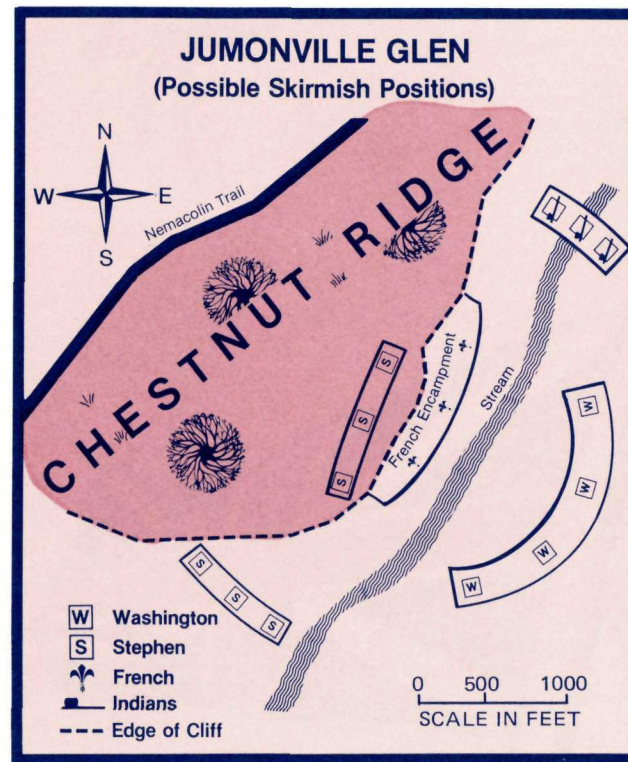 JUMONVILLE GLEN
(Possible Skirmish Positions)
N
W E
S
Nemacolin Trail
CHESTNUT RIDGE
S
S
S
French Encampment
Stream
W
W
W
W
S
S
S
W Washington
S Stephen
French
Indians
Edge of Cliff
0 500 1000
SCALE IN FEET